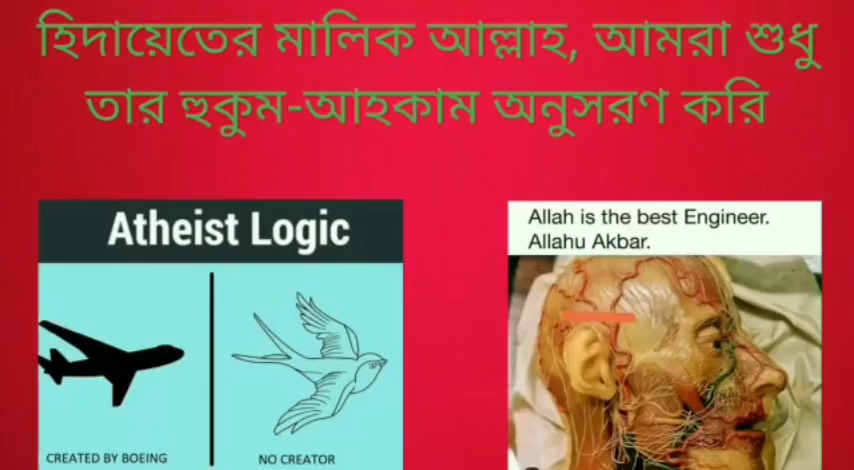 হিদায়েতের মালিক আল্লাহ, আমরা শুধু
তার হুকুম-আহকাম অনুসরণ করি
Atheist Logic
CREATED BY BOEING
NO CREATOR
Allah is the best Engineer.
Allahu Akbar.